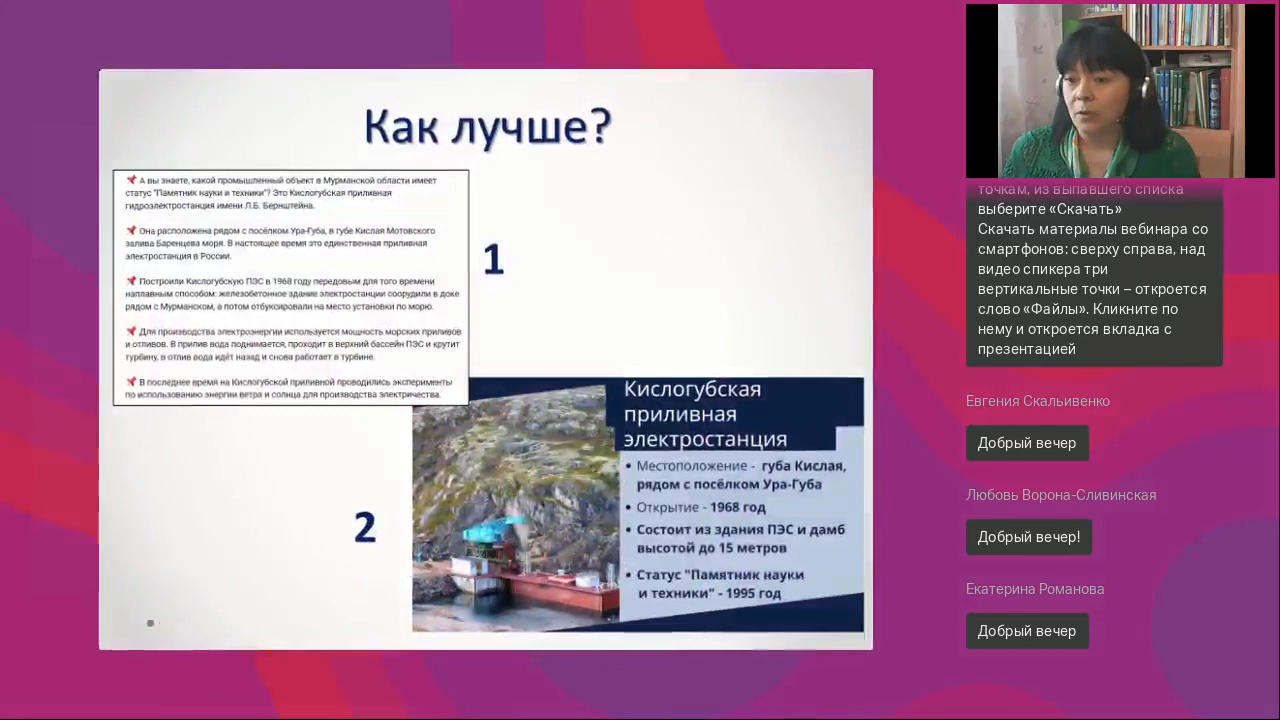 Как лучше?
А вы знаете, какой промышленный объект в Мурманской области имеет
статус "Памятник науки и техники"? Это Кислогубская приливная
гидроэлектростанция имени Л.Б. Бернштейна.
Она расположена рядом с посёлком Ура-Губа, в губе Кислая Мотовского
залива Баренцева моря. В настоящее время это единственная приливная
электростанция в России.
Построили Кислогубскую ПЭС в 1968 году передовым для того времени
наплавным способом: железобетонное здание электростанции соорудили в доке
рядом с Мурманском, а потом отбуксировали на место установки по морю.
Для производства электроэнергии используется мощность морских приливов
и отливов. В прилив вода поднимается, проходит в верхний бассейн ПЭС и крутит
турбину, в отлив вода идёт назад и снова работает в турбине.
В последнее время на Кислогубской приливной проводились эксперименты
по использованию энергии ветра и солнца для производства электричества.
1
2
Кислогубская
приливная
электростанция
• Местоположение - губа Кислая,
рядом с посёлком Ура-Губа
• Открытие - 1968 год
• Состоит из здания ПЭС и дамб
высотой до 15 метров
• Статус "Памятник науки
и техники" - 1995 год
точкам, из выпавшего списка
выберите «Скачать»
Скачать материалы вебинара со
смартфонов: сверху справа, над
видео спикера три
вертикальные точки – откроется
слово «Файлы». Кликните по
нему и откроется вкладка с
презентацией
Евгения Скальивенко
Добрый вечер
Любовь Ворона-Сливинская
Добрый вечер!
Екатерина Романова
Добрый вечер